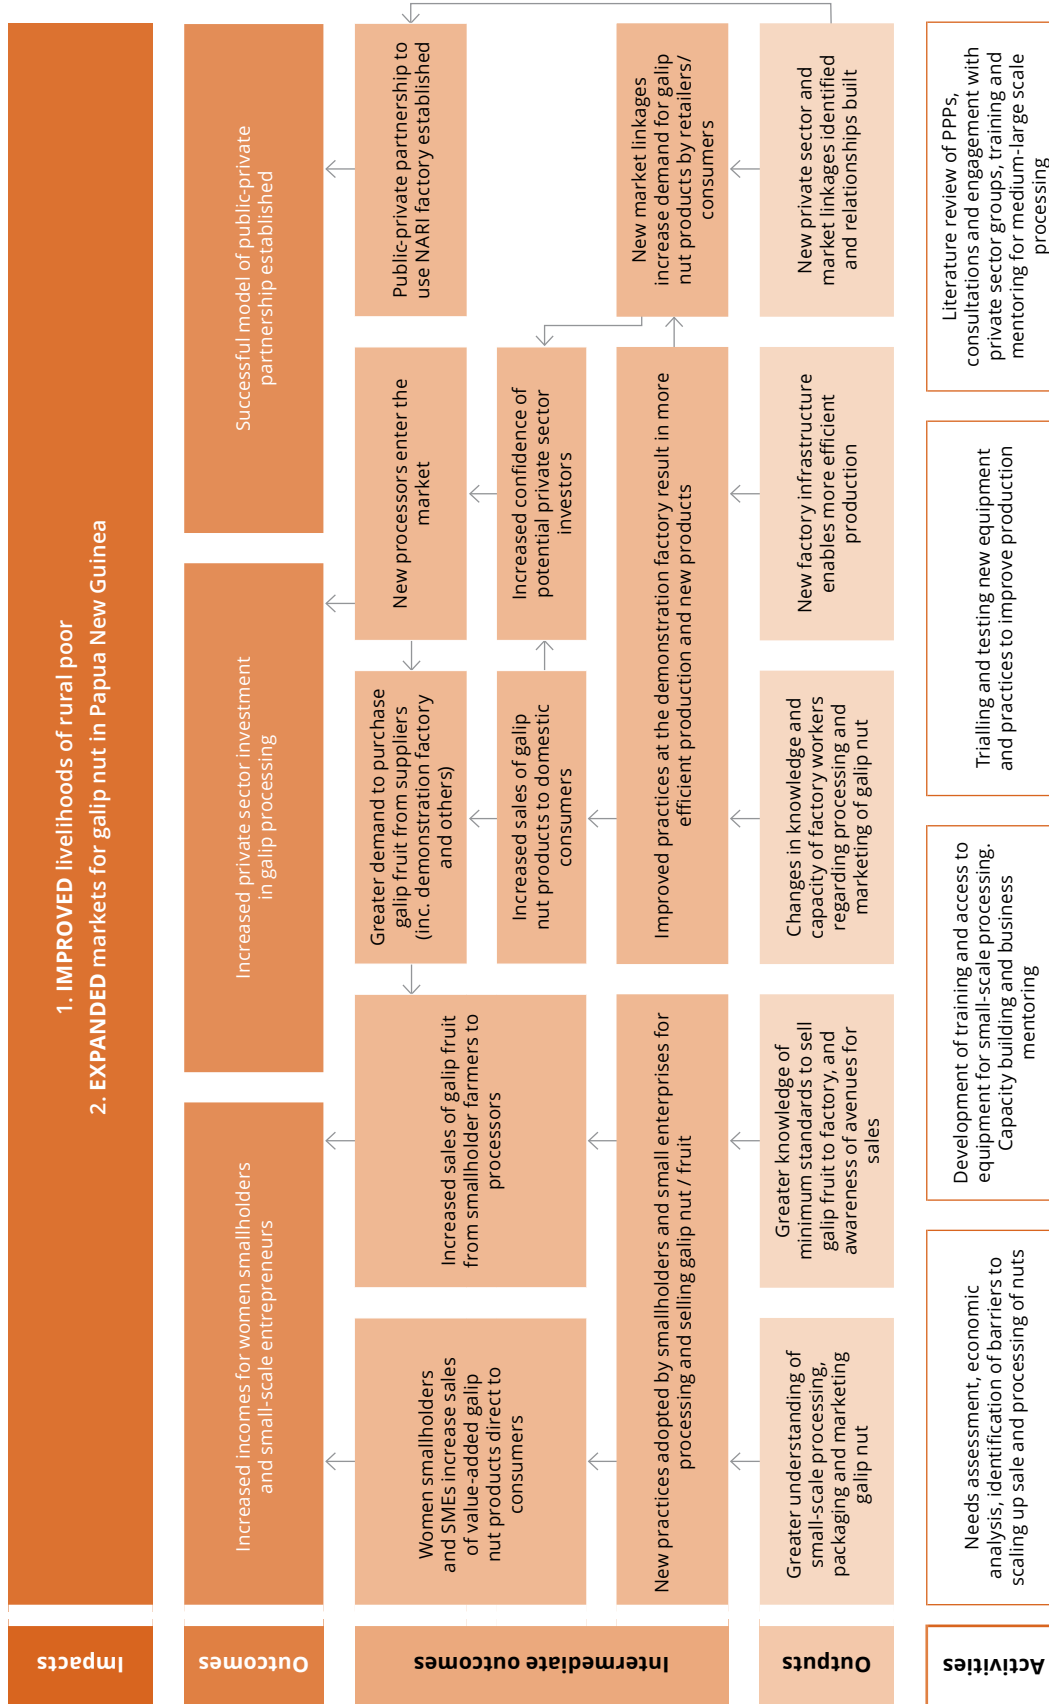 Impacts
1. IMPROVED livelihoods of rural poor
2. EXPANDED markets for galip nut in Papua New Guinea
Outcomes
Increased incomes for women smallholders
and small-scale entrepreneurs
Increased private sector investment
in galip processing
Successful model of public-private
partnership established
Intermediate outcomes
Women smallholders
and SMEs increase sales
of value-added galip
nut products direct to
consumers
Increased sales of galip fruit
from smallholder farmers to
processors
Greater demand to purchase
galip fruit from suppliers
(inc. demonstration factory
and others)
New processors enter the
market
Public-private partnership to
use NARI factory established
Increased sales of galip
nut products to domestic
consumers
Increased confidence of
potential private sector
investors
New practices adopted by smallholders and small enterprises for
processing and selling galip nut / fruit
Improved practices at the demonstration factory result in more
efficient production and new products
New market linkages
increase demand for galip
nut products by retailers/
consumers
Outputs
Greater understanding of
small-scale processing,
packaging and marketing
galip nut
Greater knowledge of
minimum standards to sell
galip fruit to factory, and
awareness of avenues for
sales
Changes in knowledge and
capacity of factory workers
regarding processing and
marketing of galip nut
New factory infrastructure
enables more efficient
production
New private sector and
market linkages identified
and relationships built
Activities
Needs assessment, economic
analysis, identification of barriers to
scaling up sale and processing of nuts
Development of training and access to
equipment for small-scale processing.
Capacity building and business
mentoring
Trialling and testing new equipment
and practices to improve production
Literature review of PPPs,
consultations and engagement with
private sector groups, training and
mentoring for medium-large scale
processing